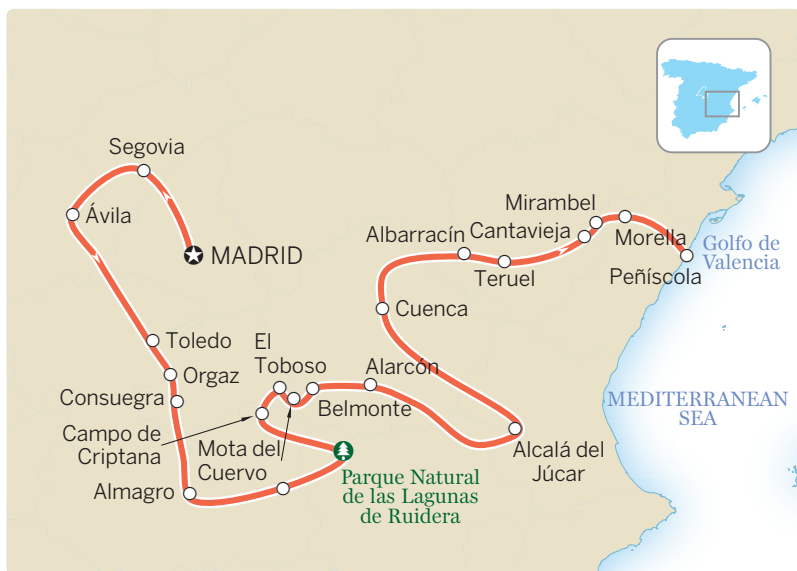 Segovia
Ávila
MADRID
Mirambel
Cantavieja
Albarracín
Morella
Golfo de
Valencia
Teruel
Peñíscola
Cuenca
Toledo
El
Toboso
Orgaz
Alarcón
Consuegra
Belmonte
MEDITERRANEAN
SEA
Campo de
Criptana
Mota del
Cuervo
Alcalá del
Júcar
Almagro
Parque Natural
de las Lagunas
de Ruidera